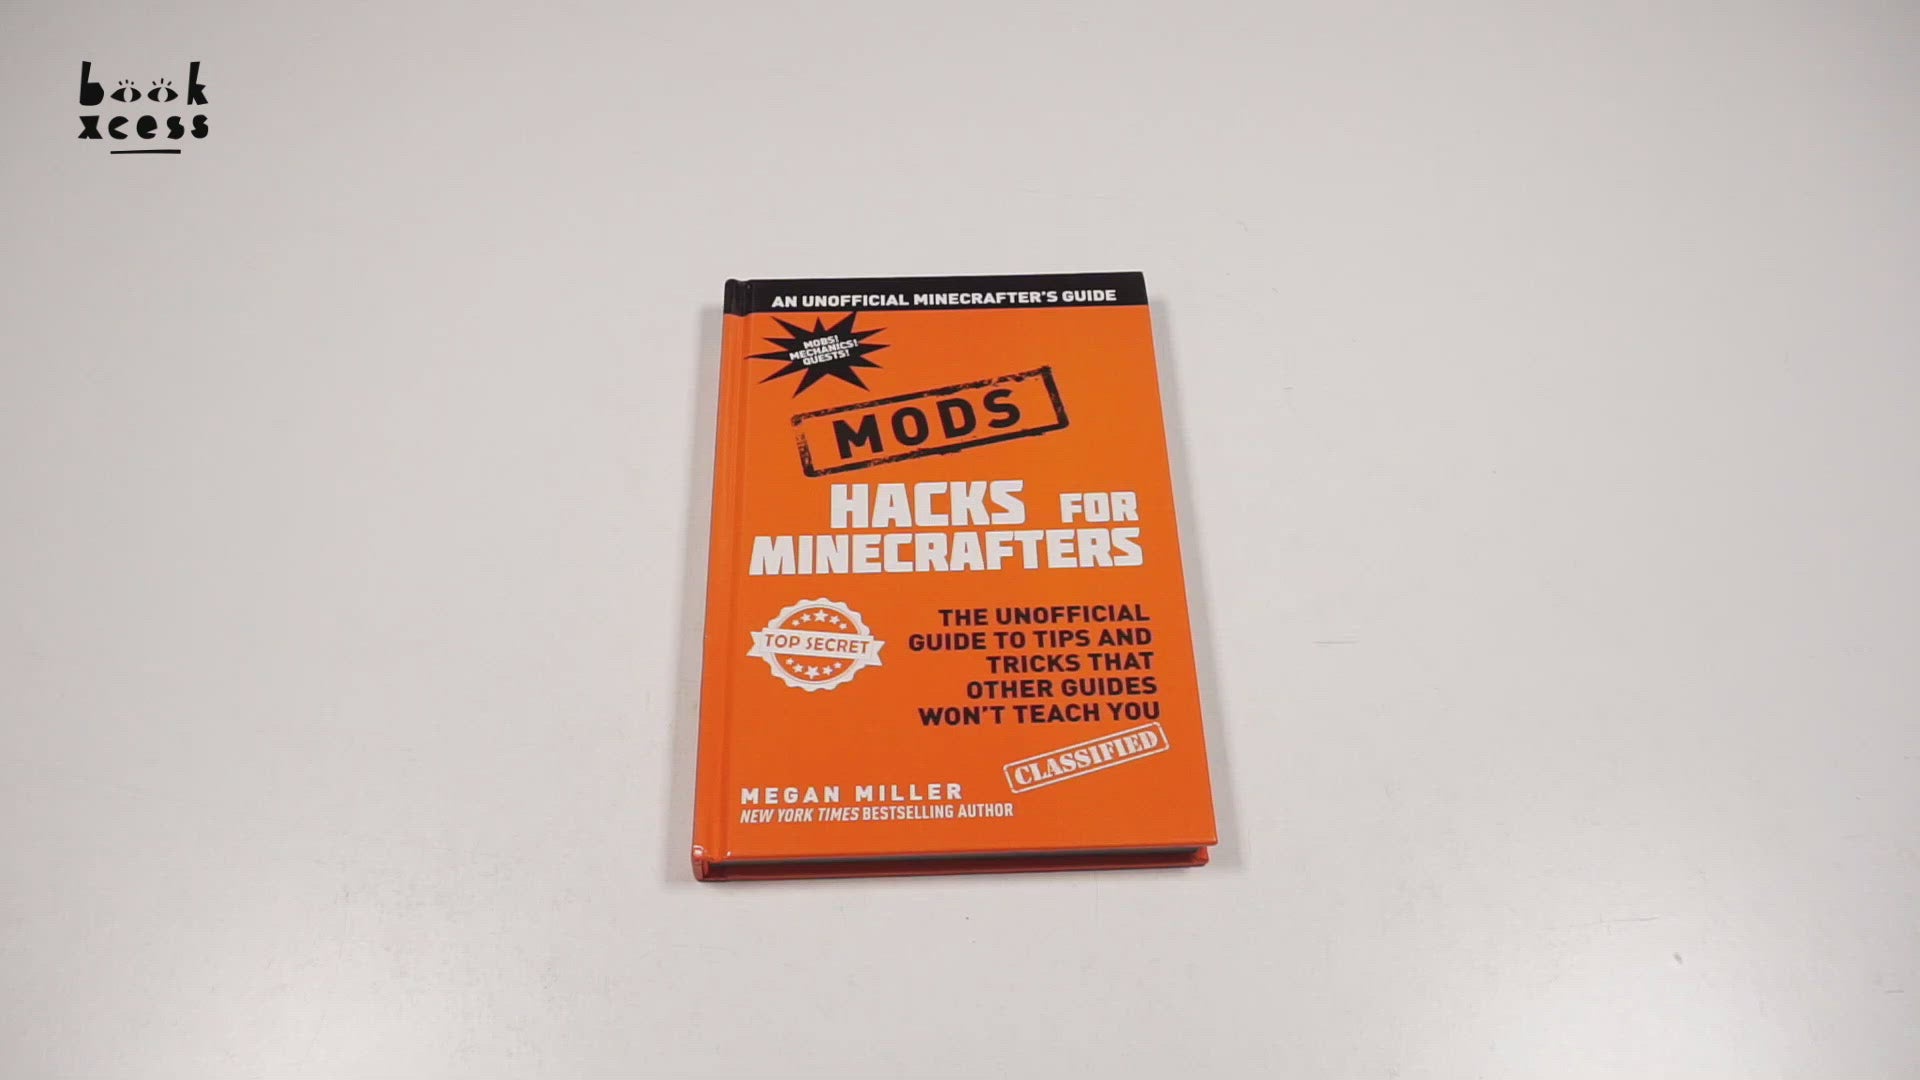 book
xcess
AN UNOFFICIAL MINECRAFTER'S GUIDE
MOBS!
MECHANICS!
QUESTS!
MODS
HACKS FOR
MINECRAFTERS
TOP SECRET
THE UNOFFICIAL
GUIDE TO TIPS AND
TRICKS THAT
OTHER GUIDES
WON'T TEACH YOU
CLASSIFIED
MEGAN MILLER
NEW YORK TIMES BESTSELLING AUTHOR